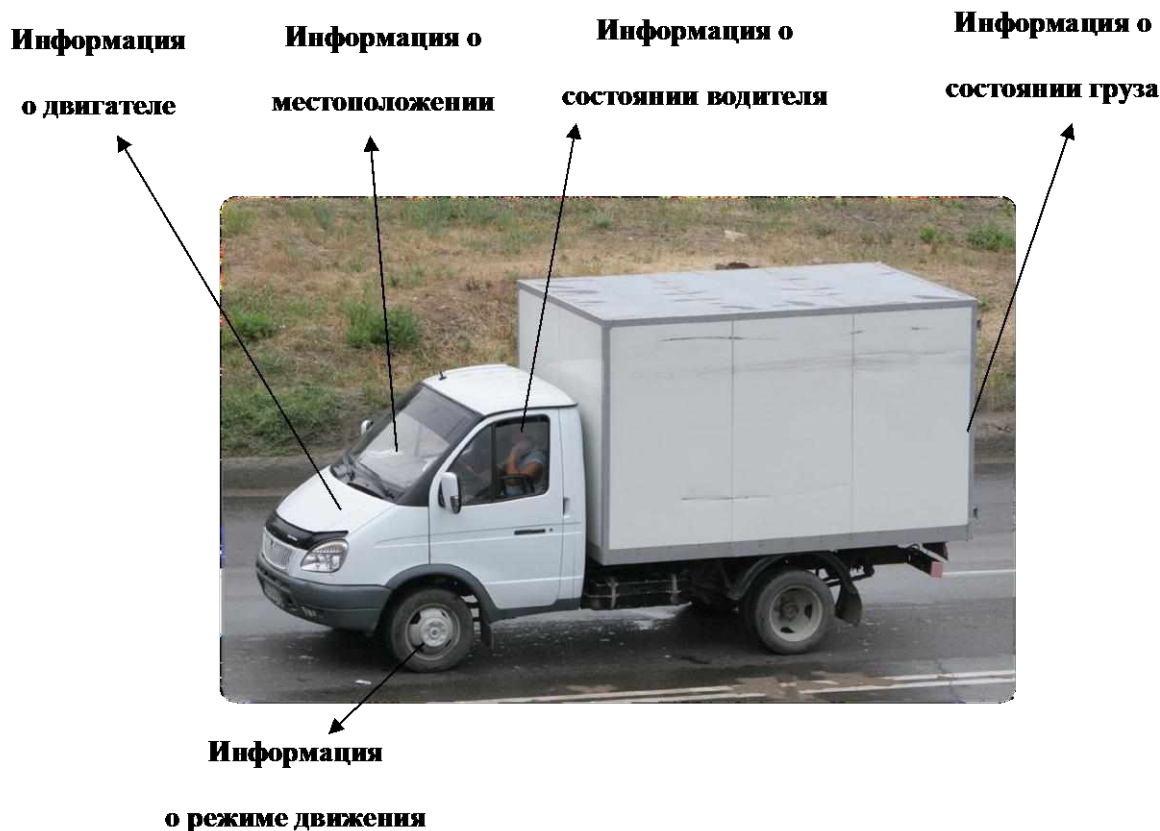 Информация
о двигателе
Информация о
местоположении
Информация о
состоянии водителя
Информация о
состоянии груза
Информация
о режиме движения